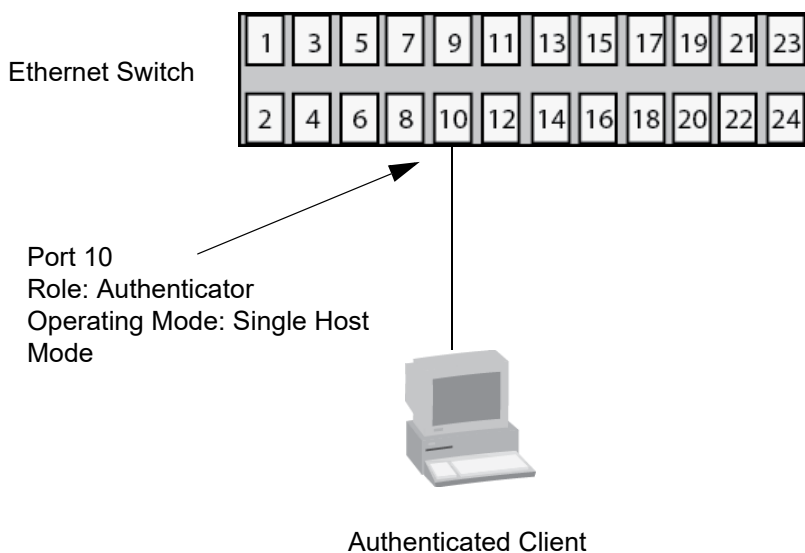 1 3 5 7 9 11 13 15 17 19 21 23
Ethernet Switch
2 4 6 8 10 12 14 16 18 20 22 24
Port 10
Role: Authenticator
Operating Mode: Single Host
Mode
Authenticated Client